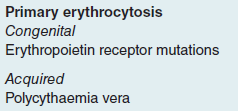 Primary erythrocytosis
Congenital
Erythropoietin receptor mutations
Acquired
Polycythaemia vera